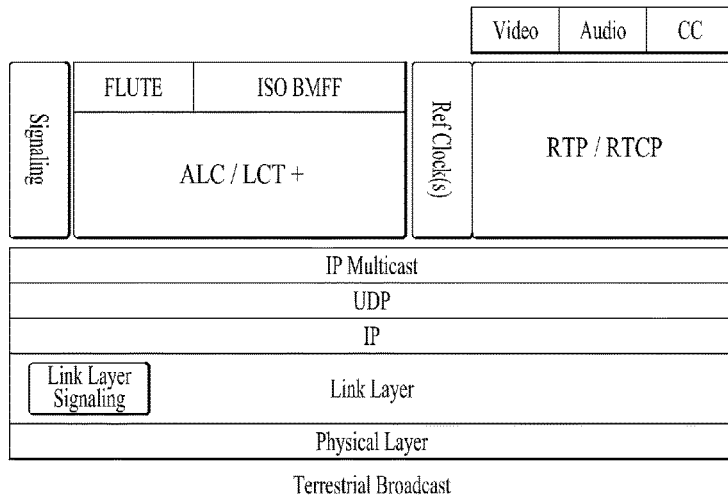 Video Audio CC
FLUTE ISO BMFF
Signaling
ALC / LCT +
Ref Clock(s)
RTP / RTCP
IP Multicast
UDP
IP
Link Layer
Signaling
Link Layer
Physical Layer
Terrestrial Broadcast